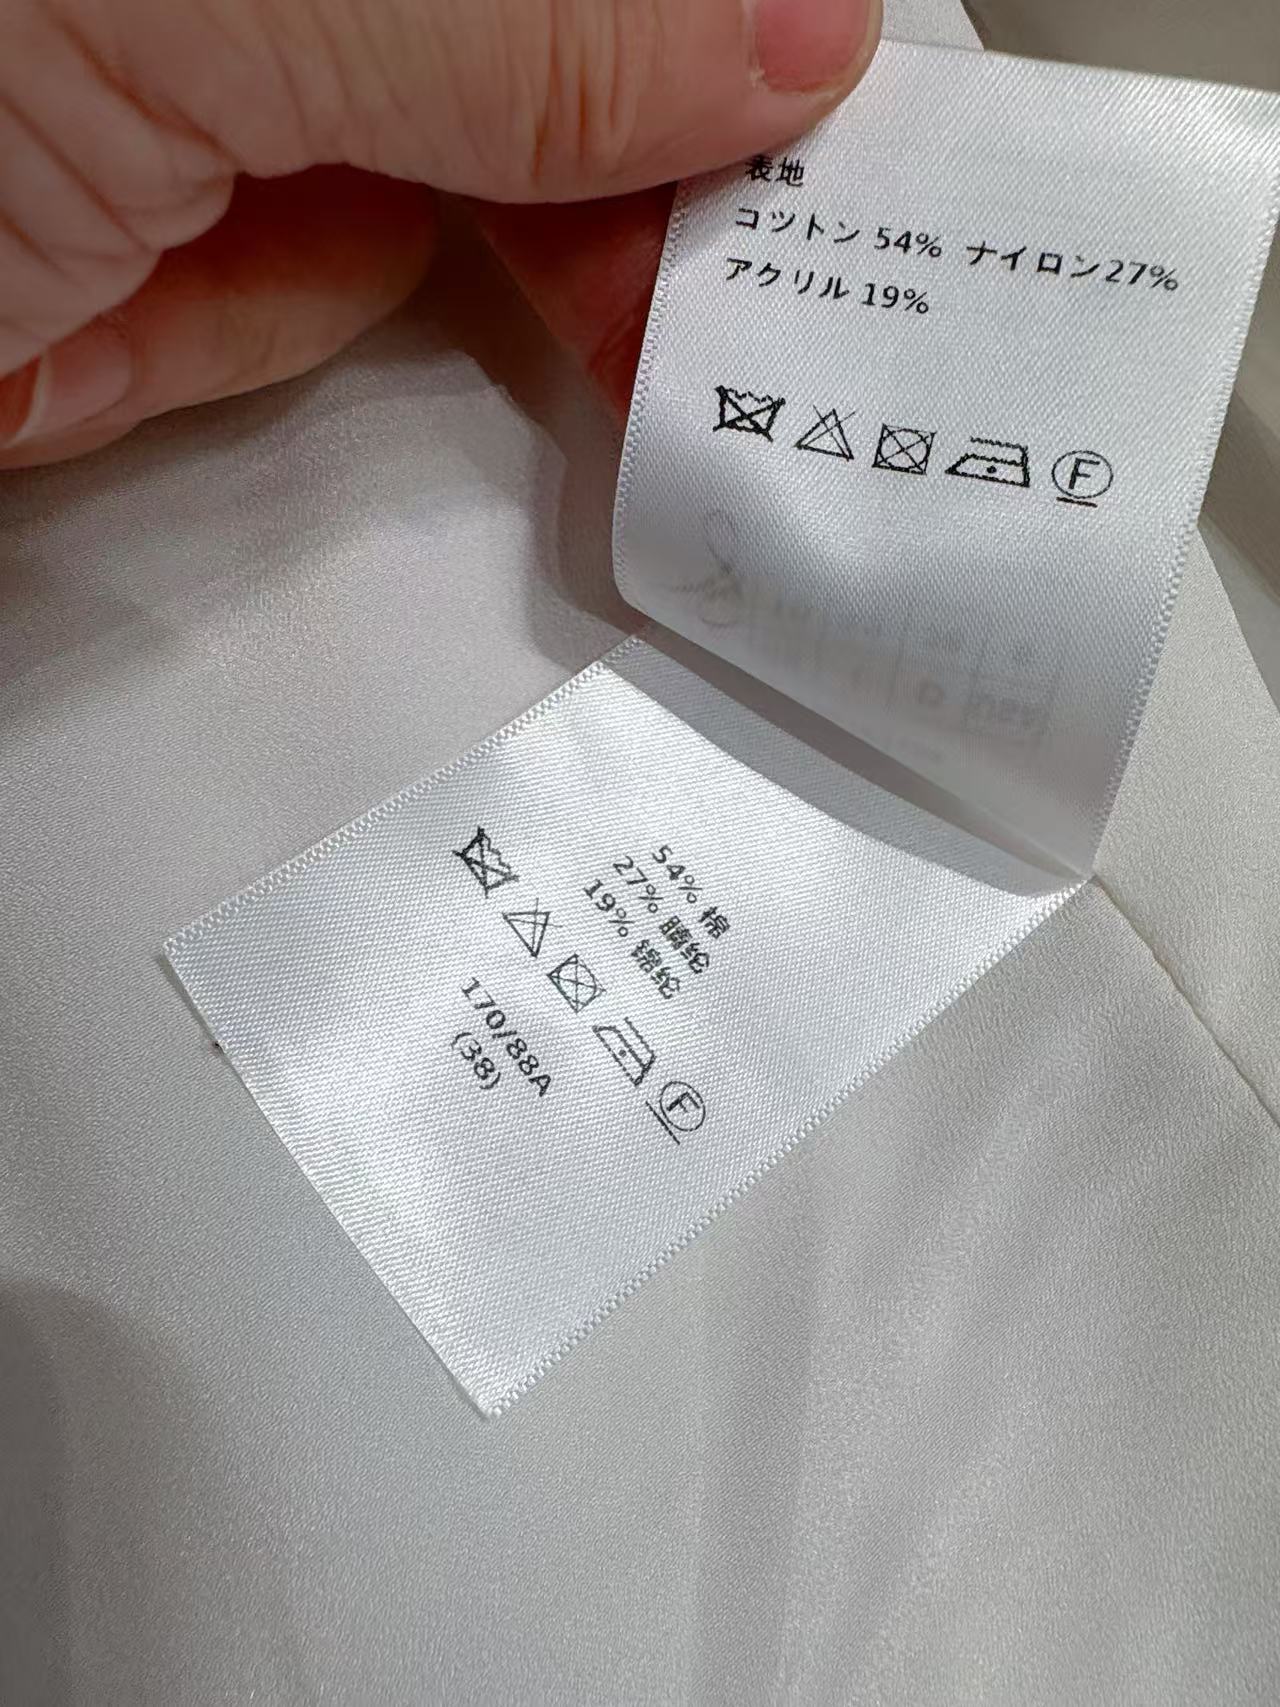 表地
コットン 54% ナイロン27%
アクリル 19%
F
54% 棉
27% 腈纶
19% 锦纶
F
170/88A
(38)